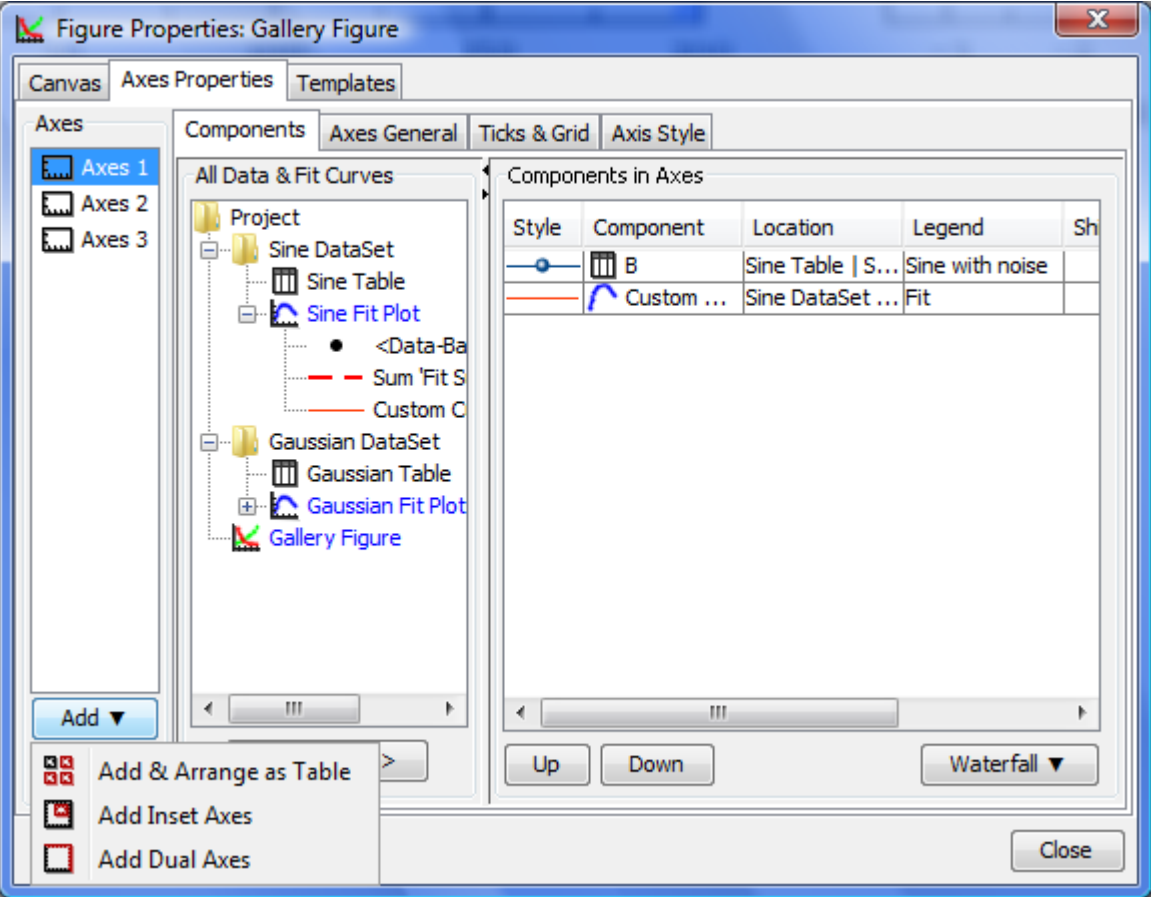 Figure Properties: Gallery Figure
x
Canvas Axes Properties Templates
Axes
Axes 1
Axes 2
Axes 3
Add ▼
Add & Arrange as Table
Add Inset Axes
Add Dual Axes
Components Axes General Ticks & Grid Axis Style
All Data & Fit Curves
Project
Sine DataSet
Sine Table
Sine Fit Plot
<Data-Ba
Sum 'Fit S
Custom C
Gaussian DataSet
Gaussian Table
Gaussian Fit Plot
Gallery Figure
>
Components in Axes
Style Component Location Legend Shi
B Sine Table | S... Sine with noise
Custom ... Sine DataSet ... Fit
Up Down Waterfall ▼
Close